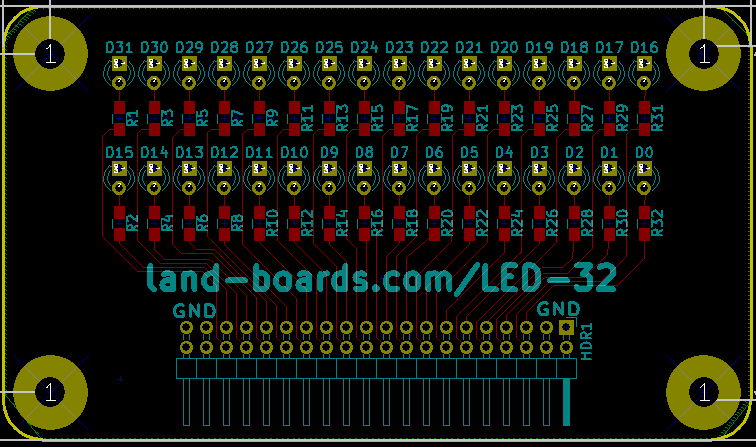 D31 D30 D29 D28 D27 D26 D25 D24 D23 D22 D21 D20 D19 D18 D17 D16
1 1
R1 R3 R5 R7 R9 R11 R13 R15 R17 R19 R21 R23 R25 R27 R29 R31
D15 D14 D13 D12 D11 D10 D9 D8 D7 D6 D5 D4 D3 D2 D1 D0
R2 R4 R6 R8 R10 R12 R14 R16 R18 R20 R22 R24 R26 R28 R30 R32
land-boards.com/LED-32
GND GND
HDR1
1 1